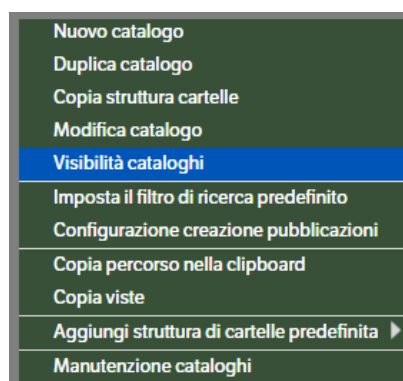 Nuovo catalogo
Duplica catalogo
Copia struttura cartelle
Modifica catalogo
Visibilità cataloghi
Imposta il filtro di ricerca predefinito
Configurazione creazione pubblicazioni
Copia percorso nella clipboard
Copia viste
Aggiungi struttura di cartelle predefinita
Manutenzione cataloghi